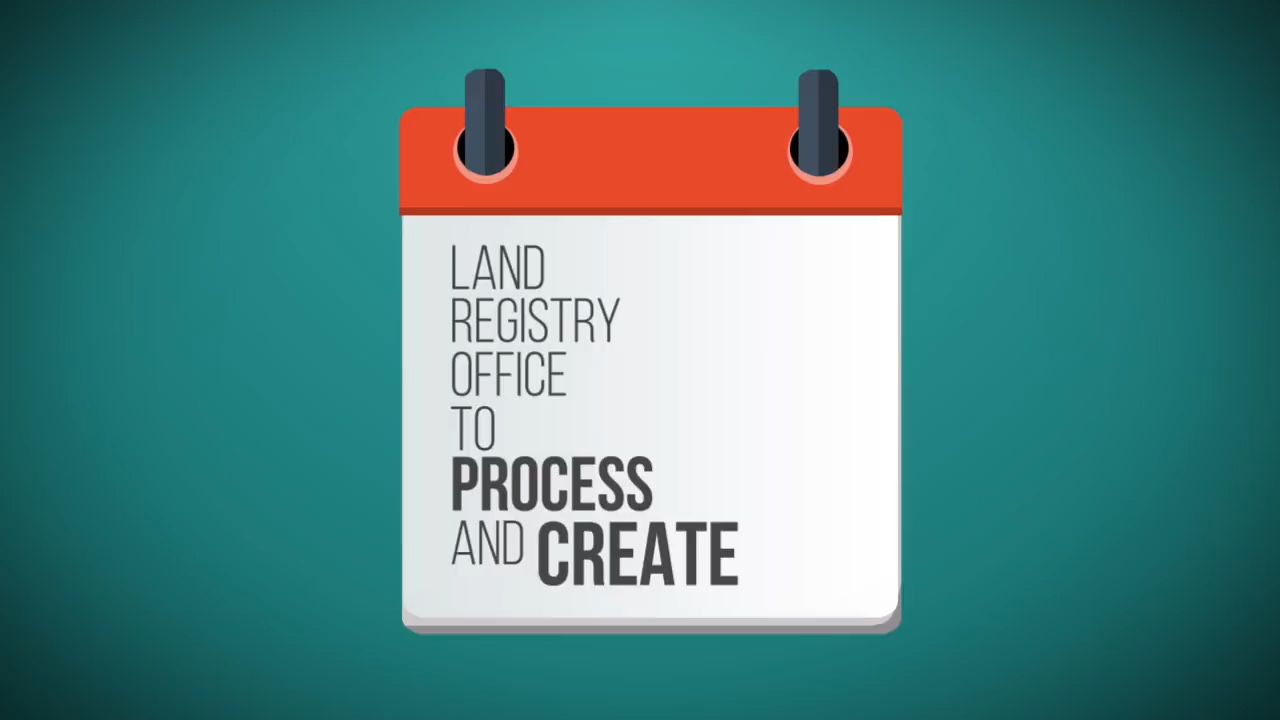 LAND
REGISTRY
OFFICE
TO
PROCESS
AND CREATE